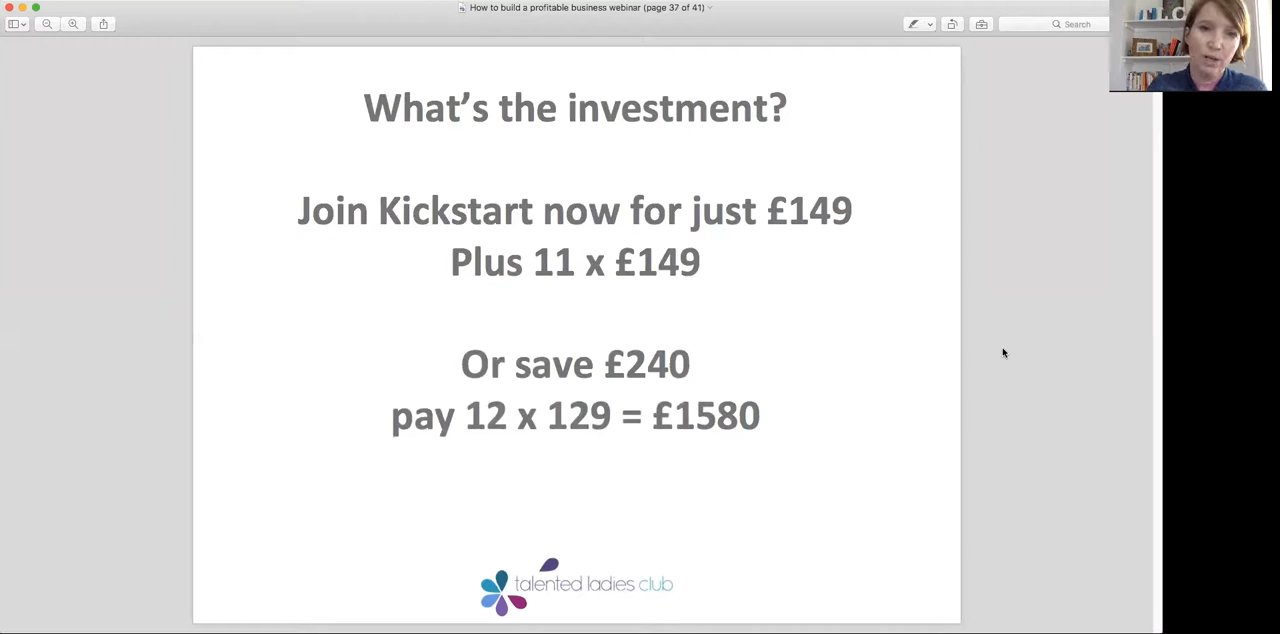 How to build a profitable business webinar (page 37 of 41)
Search
What's the investment?
Join Kickstart now for just £149
Plus 11 x £149
Or save £240
pay 12 x 129 = £1580
talented ladies club